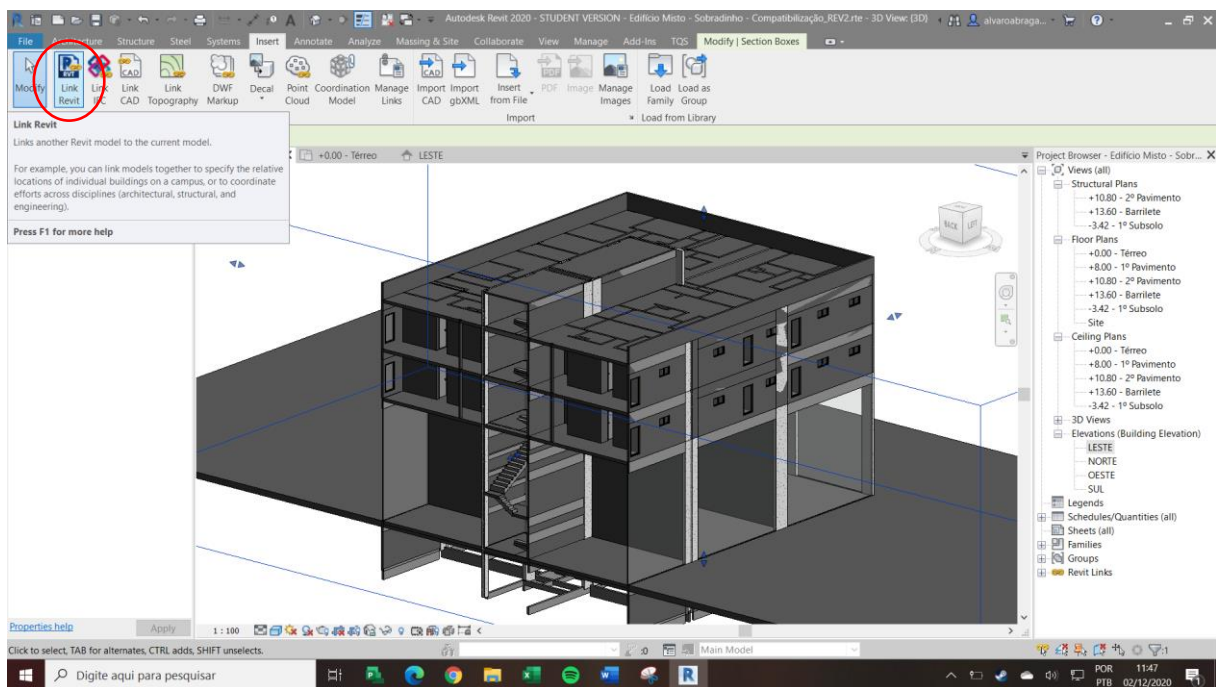 Autodesk Revit 2020 - STUDENT VERSION - Edifício Misto - Sobradinho - Compatibilização_REV2.rte - 3D View: {3D}
alvaroabraga...
File Architecture Structure Steel Systems Insert Annotate Analyze Massing & Site Collaborate View Manage Add-Ins TQS Modify | Section Boxes
Modify
Link Revit
Link IFC
Link CAD
Link Topography
DWF Markup
Decal
Point Cloud
Coordination Model
Manage Links
Import CAD
Import gbXML
Insert from File
PDF
Image
Manage Images
Load Family
Load as Group
Import
Load from Library
Link Revit
Links another Revit model to the current model.
For example, you can link models together to specify the relative
locations of individual buildings on a campus, or to coordinate
efforts across disciplines (architectural, structural, and
engineering).
Press F1 for more help
+0.00 - Térreo
LESTE
BACK
LEFT
Project Browser - Edifício Misto - Sobr...
Views (all)
Structural Plans
+10.80 - 2º Pavimento
+13.60 - Barrilete
-3.42 - 1º Subsolo
Floor Plans
+0.00 - Térreo
+8.00 - 1º Pavimento
+10.80 - 2º Pavimento
+13.60 - Barrilete
-3.42 - 1º Subsolo
Site
Ceiling Plans
+0.00 - Térreo
+8.00 - 1º Pavimento
+10.80 - 2º Pavimento
+13.60 - Barrilete
-3.42 - 1º Subsolo
3D Views
Elevations (Building Elevation)
LESTE
NORTE
OESTE
SUL
Legends
Schedules/Quantities (all)
Sheets (all)
Families
Groups
Revit Links
Properties help
Apply
1 : 100
Click to select, TAB for alternates, CTRL adds, SHIFT unselects.
:0
Main Model
:1
Digite aqui para pesquisar
POR
PTB
11:47
02/12/2020